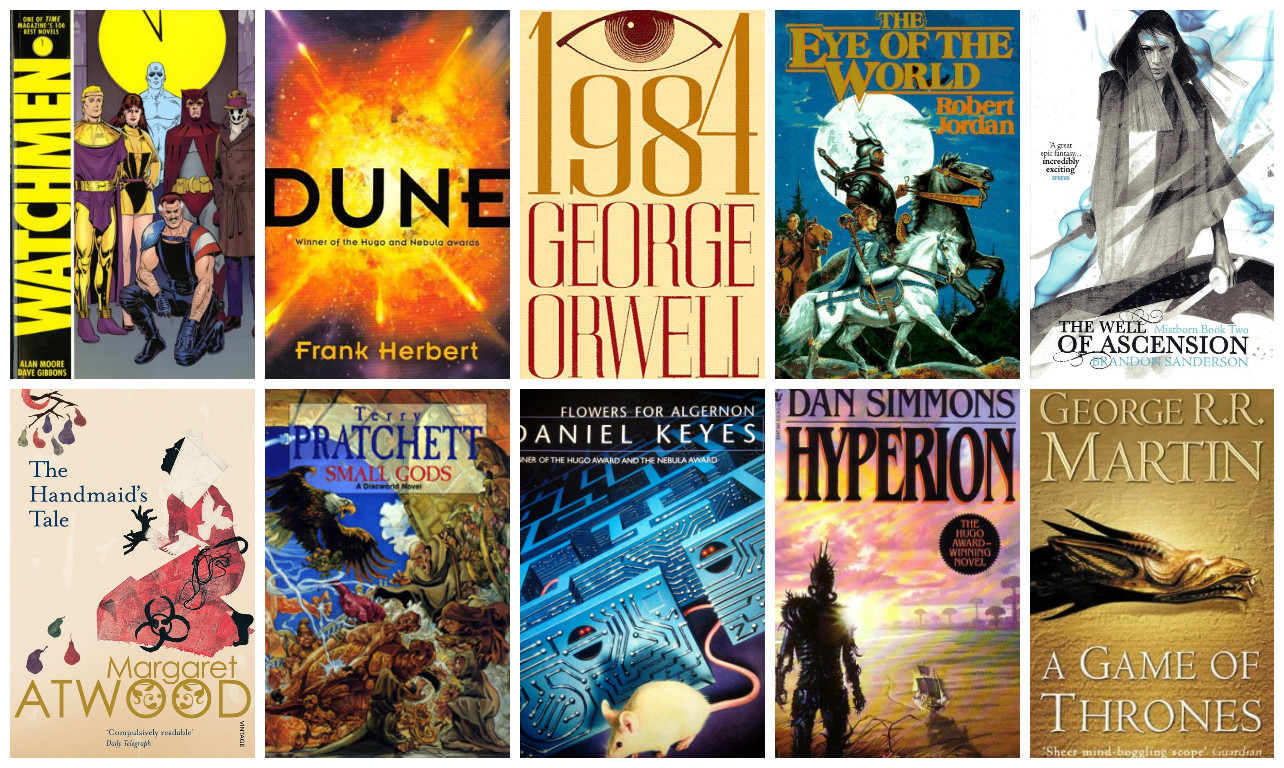 ONE OF TIME
MAGAZINE'S 100
BEST NOVELS
WATCHMEN
ALAN MOORE
DAVE GIBBONS
DUNE
Winner of the Hugo and Nebula awards
Frank Herbert
1984
GEORGE
ORWELL
THE
EYE OF THE
WORLD
Robert
Jordan
'A great
epic fantasy...
incredibly
exciting'
SFREVU
THE WELL Mistborn Book Two
OF ASCENSION
BRANDON SANDERSON
The
Handmaid's
Tale
Margaret
ATWOOD
'Compulsively readable'
Daily Telegraph
VINTAGE
Terry
PRATCHETT
SMALL GODS
A Discworld Novel
FLOWERS FOR ALGERNON
DANIEL KEYES
NER OF THE HUGO AWARD AND THE NEBULA AWARD
DAN SIMMONS
HYPERION
THE
HUGO
AWARD–
WINNING
NOVEL
GEORGE R.R.
MARTIN
A GAME OF
THRONES
'Sheer mind-boggling scope' Guardian